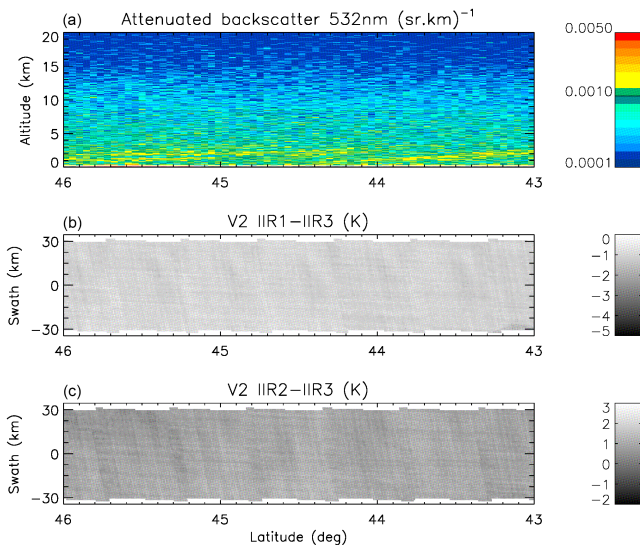 (a) Attenuated backscatter 532nm (sr.km)⁻¹
20
15
10
5
0
Altitude (km)
46 45 44 43
0.0050
0.0010
0.0001
(b) V2 IIR1−IIR3 (K)
30
0
−30
Swath (km)
46 45 44 43
0
−1
−2
−3
−4
−5
(c) V2 IIR2−IIR3 (K)
30
0
−30
Swath (km)
46 45 44 43
Latitude (deg)
3
2
1
0
−1
−2